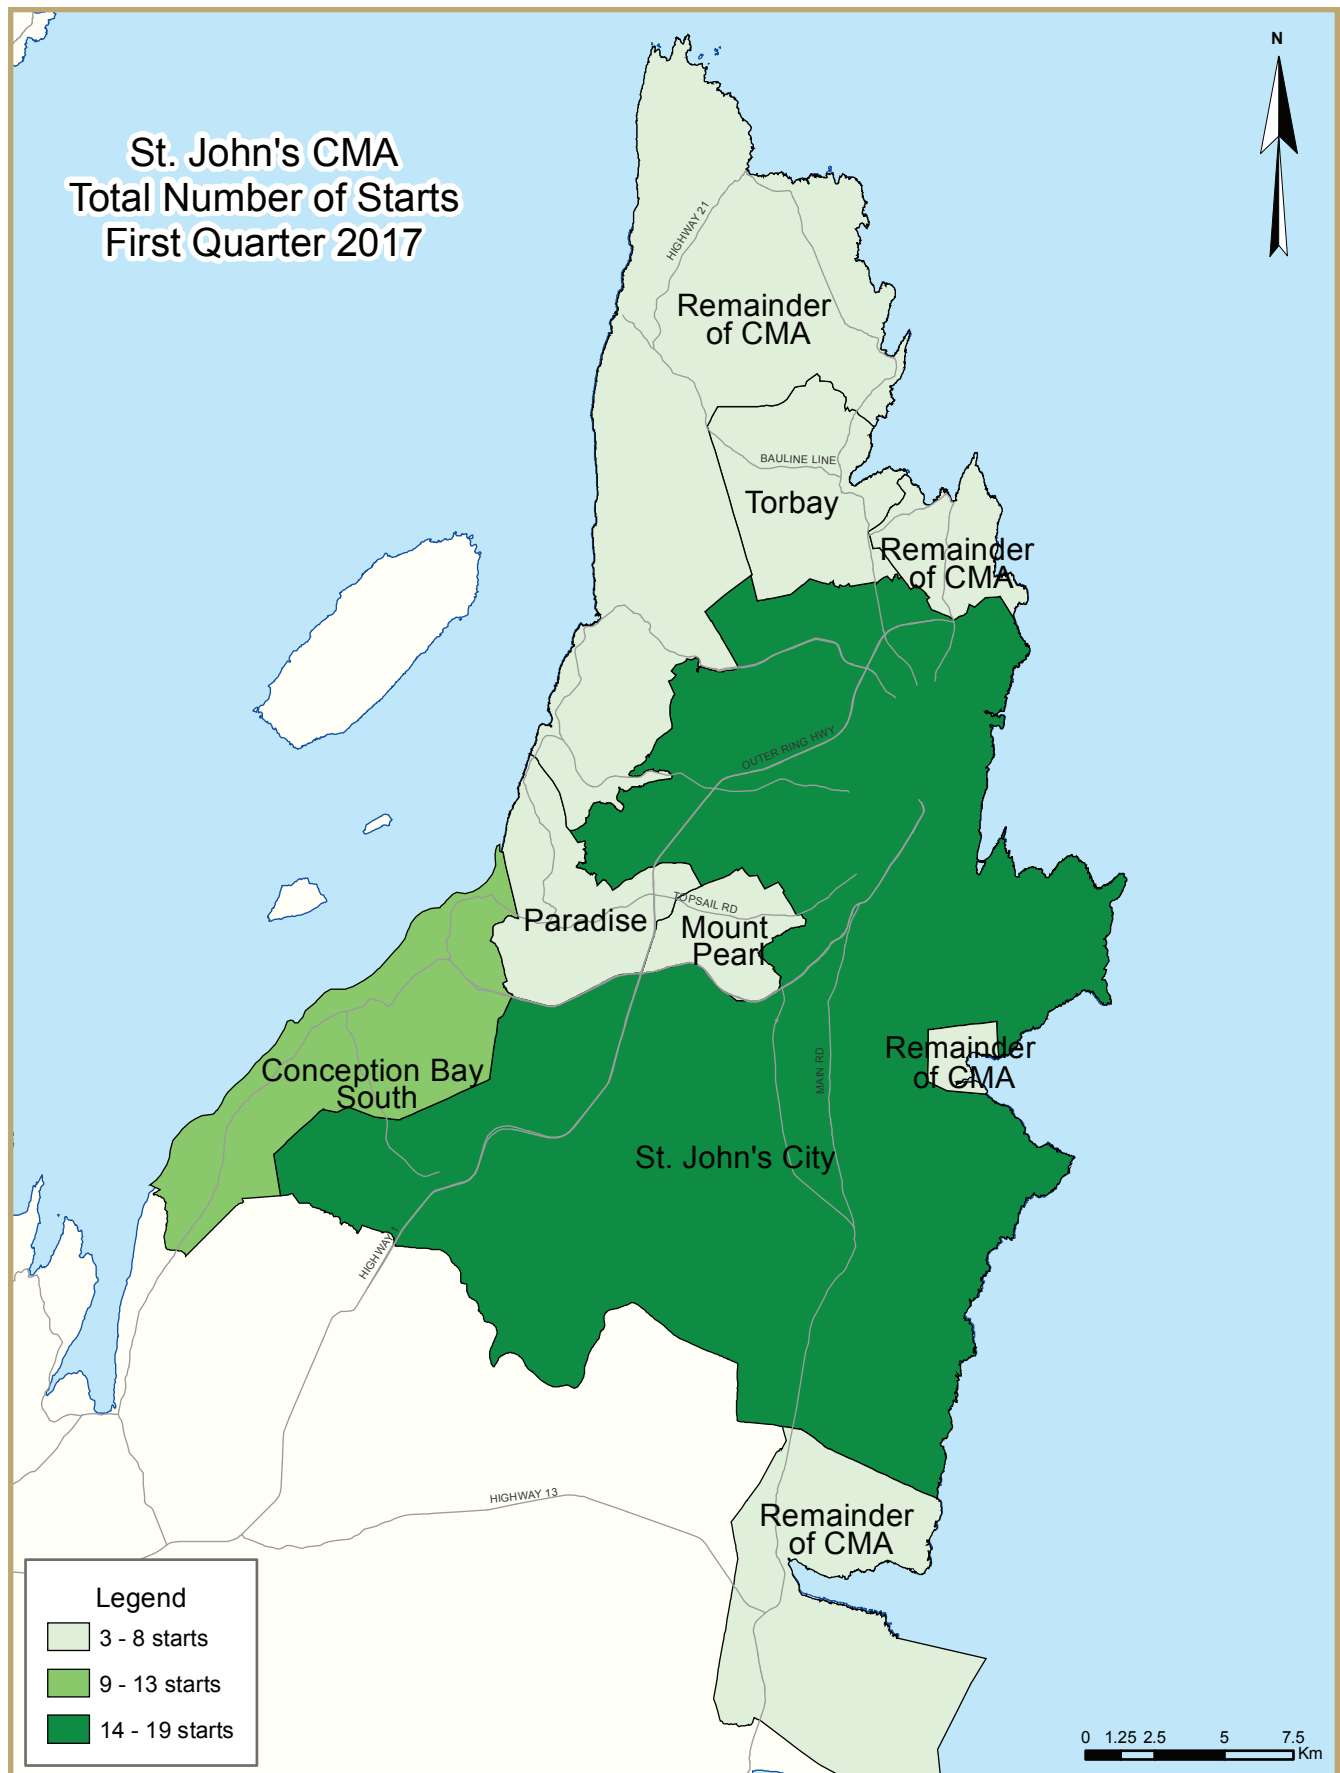 St. John's CMA
Total Number of Starts
First Quarter 2017
N
HIGHWAY 21
Remainder
of CMA
BAULINE LINE
Torbay
Remainder
of CMA
OUTER RING HWY
TOPSAIL RD
Paradise
Mount
Pearl
Conception Bay
South
MAIN RD
Remainder
of CMA
St. John's City
HIGHWAY 1
HIGHWAY 13
Remainder
of CMA
Legend
3 - 8 starts
9 - 13 starts
14 - 19 starts
0 1.25 2.5 5 7.5
Km